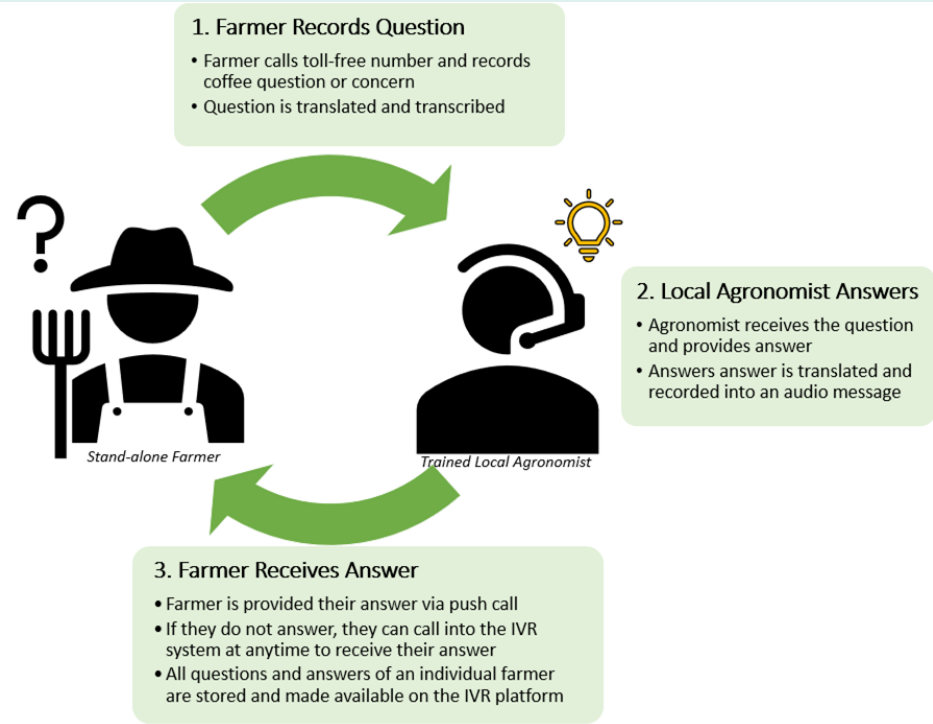 1. Farmer Records Question
• Farmer calls toll-free number and records
coffee question or concern
• Question is translated and transcribed
?
2. Local Agronomist Answers
• Agronomist receives the question
and provides answer
• Answers answer is translated and
recorded into an audio message
Stand-alone Farmer
Trained Local Agronomist
3. Farmer Receives Answer
• Farmer is provided their answer via push call
• If they do not answer, they can call into the IVR
system at anytime to receive their answer
• All questions and answers of an individual farmer
are stored and made available on the IVR platform